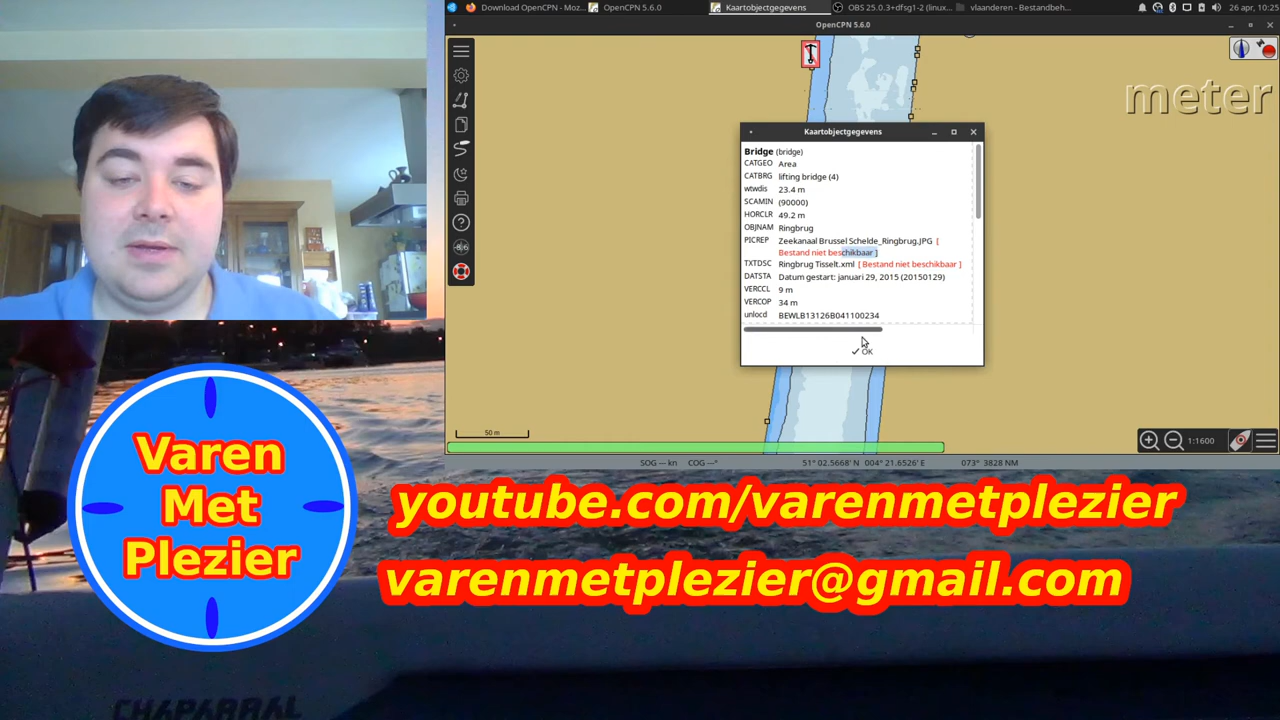 Download OpenCPN - Moz...
OpenCPN 5.6.0
Kaartobjectgegevens
OBS 25.0.3+dfsg1-2 (linux...
vlaanderen - Bestandbeh...
26 apr, 10:25
OpenCPN 5.6.0
meter
Kaartobjectgegevens
Bridge (bridge)
CATGEO Area
CATBRG lifting bridge (4)
wtwdis 23.4 m
SCAMIN (90000)
HORCLR 49.2 m
OBJNAM Ringbrug
PICREP Zeekanaal Brussel Schelde_Ringbrug.JPG [
Bestand niet beschikbaar ]
TXTDSC Ringbrug Tisselt.xml [ Bestand niet beschikbaar ]
DATSTA Datum gestart: januari 29, 2015 (20150129)
VERCCL 9 m
VERCOP 34 m
unlocd BEWLB13126B041100234
OK
50 m
1:1600
SOG --- kn COG ---° 51° 02.5668' N 004° 21.6526' E 073° 3828 NM
Varen
Met
Plezier
youtube.com/varenmetplezier
varenmetplezier@gmail.com
CHAPARRAL